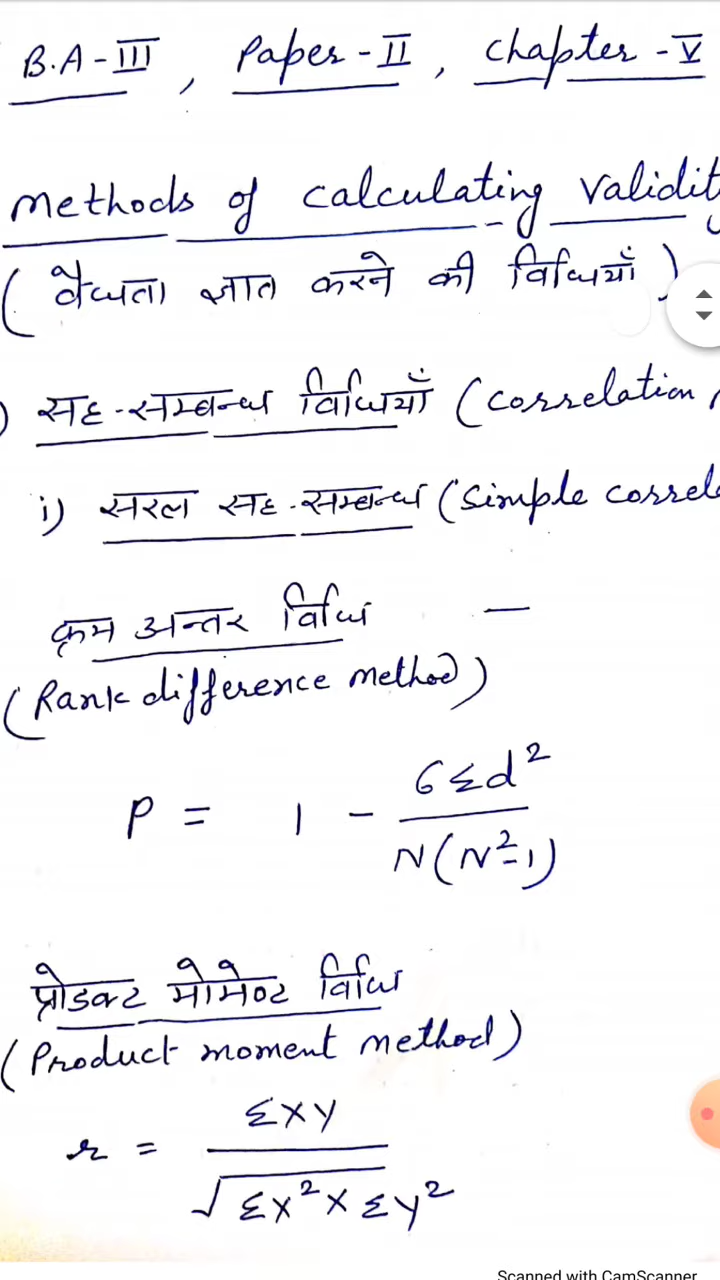 B.A-III, Paper-II, Chapter-V
methods of calculating validit
(वैधता ज्ञात करने की विधियाँ)
) सह-सम्बन्ध विधियाँ (correlation
i) सरल सह-सम्बन्ध (simple correl
क्रम अन्तर विधि —
(Rank difference method)
P = 1 - 6Σd² / N(N²-1)
प्रोडक्ट मोमेण्ट विधि
(Product moment method)
r = Σxy / √Σx² × Σy²
Scanned with CamScanner